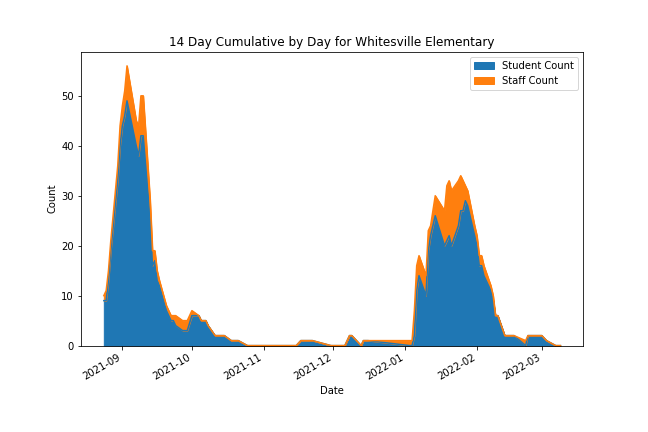 14 Day Cumulative by Day for Whitesville Elementary
Student Count
Staff Count
Count
50
40
30
20
10
0
2021-09
2021-10
2021-11
2021-12
2022-01
2022-02
2022-03
Date